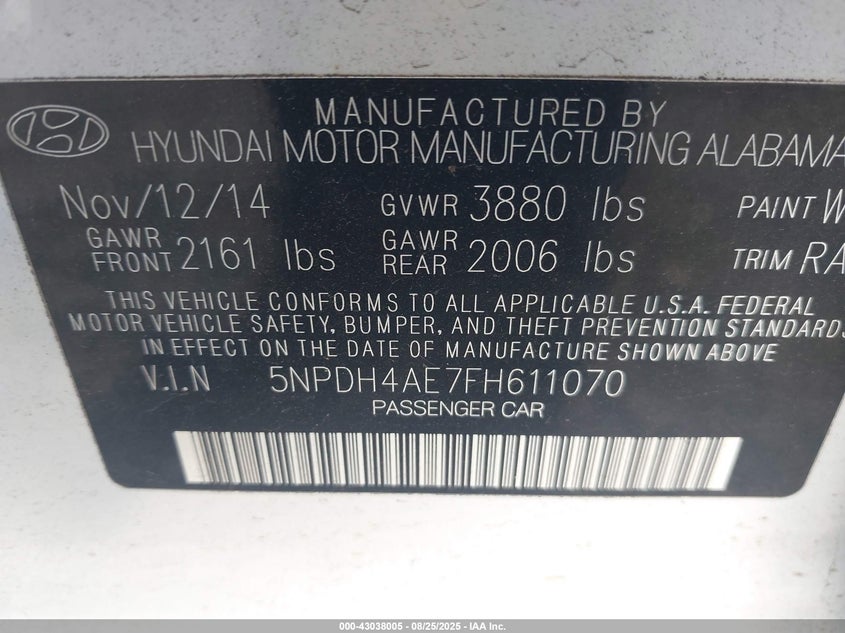 MANUFACTURED BY
HYUNDAI MOTOR MANUFACTURING ALABAMA
Nov/12/14 GVWR 3880 lbs PAINT W
GAWR FRONT 2161 lbs GAWR REAR 2006 lbs TRIM RA
THIS VEHICLE CONFORMS TO ALL APPLICABLE U.S.A. FEDERAL
MOTOR VEHICLE SAFETY, BUMPER, AND THEFT PREVENTION STANDARDS
IN EFFECT ON THE DATE OF MANUFACTURE SHOWN ABOVE
V.I.N 5NPDH4AE7FH611070
PASSENGER CAR
000-43038005 - 08/25/2025 - IAA Inc.